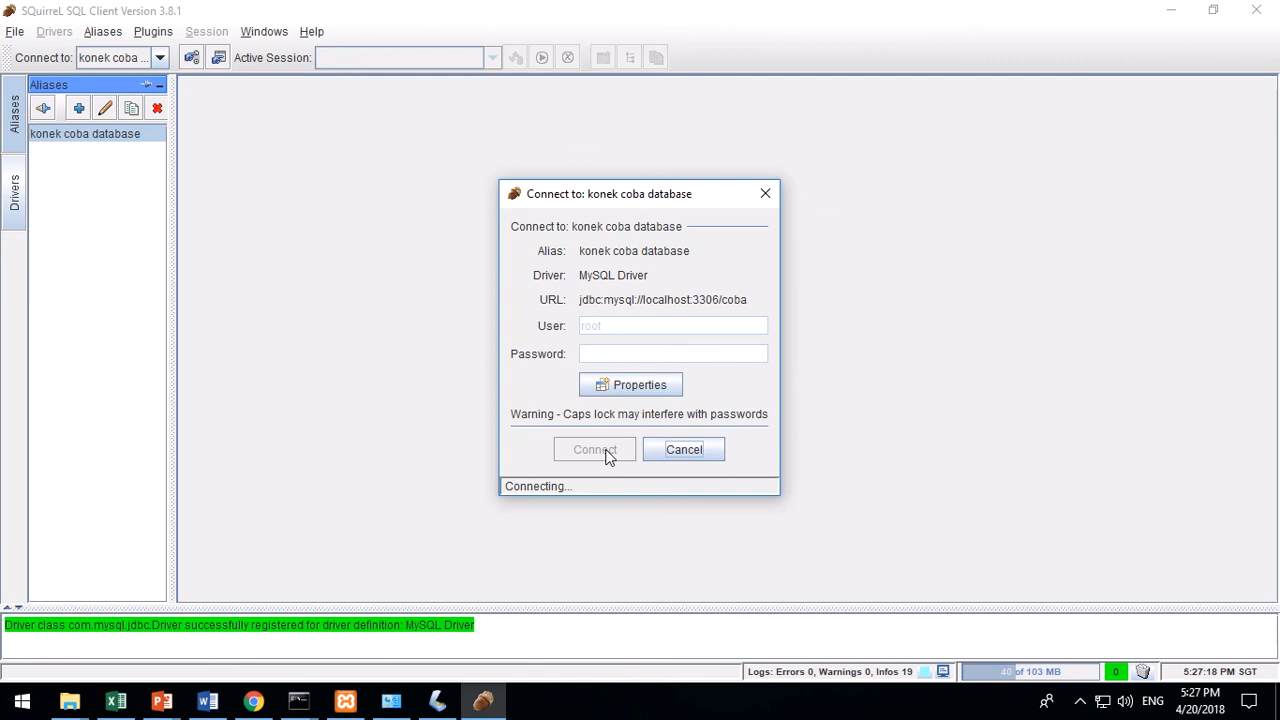 SQuirreL SQL Client Version 3.8.1
File Drivers Aliases Plugins Session Windows Help
Connect to: konek coba ... Active Session:
Aliases
Aliases
Drivers
konek coba database
Connect to: konek coba database
Connect to: konek coba database
Alias: konek coba database
Driver: MySQL Driver
URL: jdbc:mysql://localhost:3306/coba
User: root
Password:
Properties
Warning - Caps lock may interfere with passwords
Connect Cancel
Connecting...
Driver class com.mysql.jdbc.Driver successfully registered for driver definition: MySQL Driver
Logs: Errors 0, Warnings 0, Infos 19 40 of 103 MB 0 5:27:18 PM SGT
ENG 5:27 PM
4/20/2018